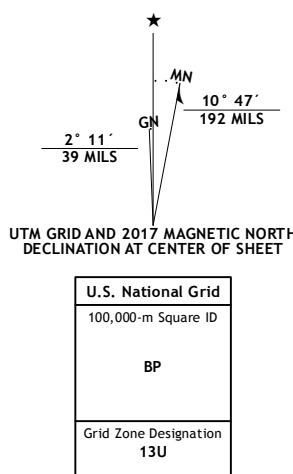 ★
MN
GN
10° 47´
192 MILS
2° 11´
39 MILS
UTM GRID AND 2017 MAGNETIC NORTH
DECLINATION AT CENTER OF SHEET
U.S. National Grid
100,000-m Square ID
BP
Grid Zone Designation
13U